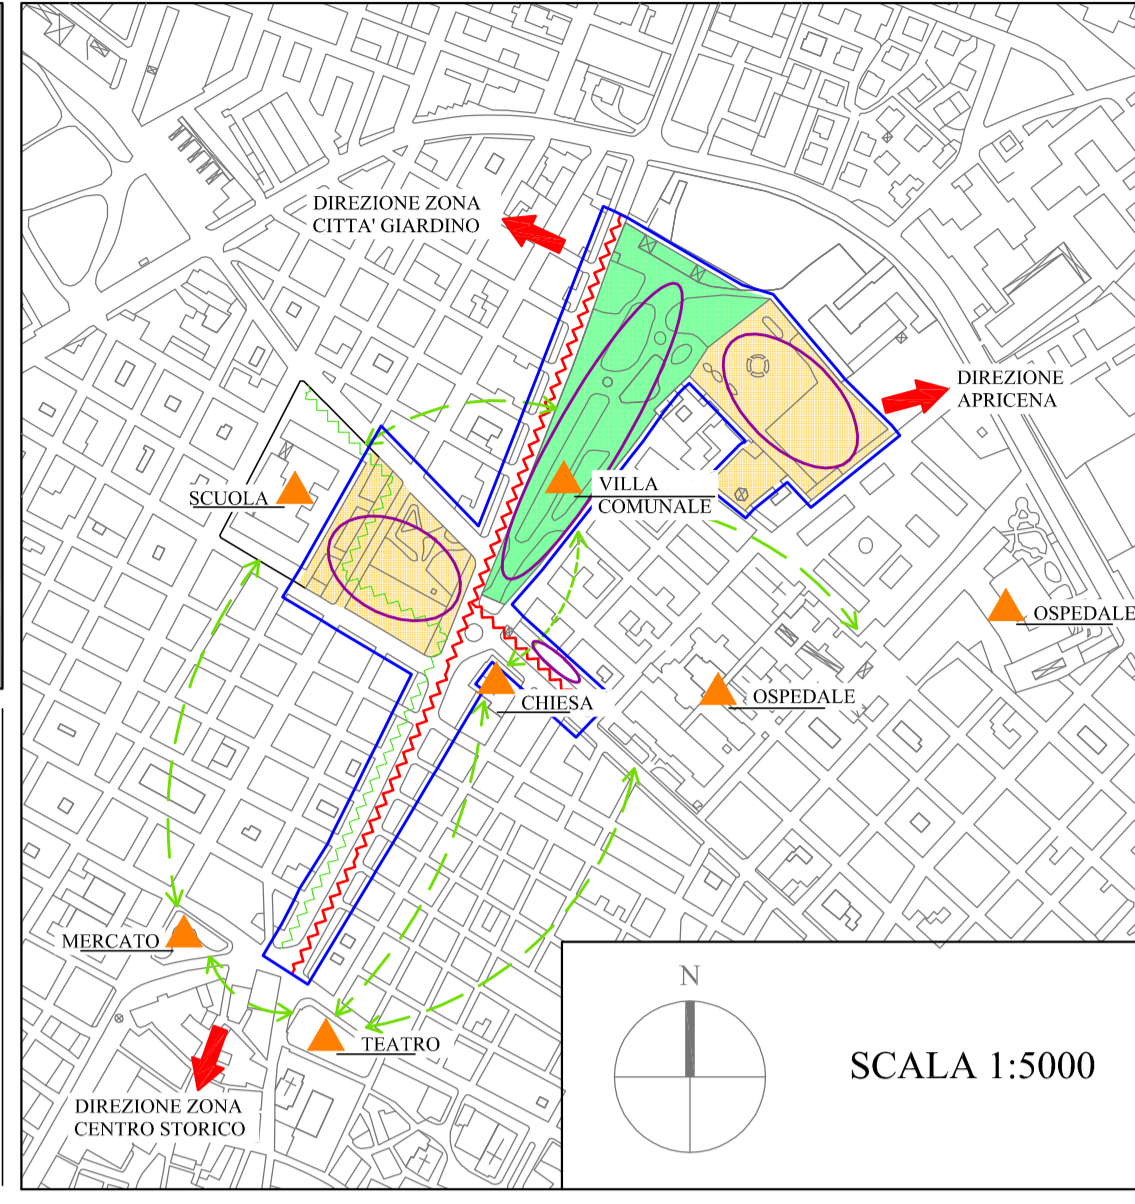 DIREZIONE ZONA
CITTA' GIARDINO
DIREZIONE
APRICENA
SCUOLA
VILLA
COMUNALE
OSPEDALE
OSPEDALE
CHIESA
MERCATO
TEATRO
DIREZIONE ZONA
CENTRO STORICO
N
SCALA 1:5000